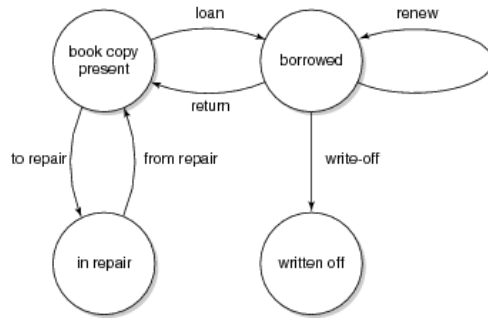 loan
renew
book copy
present
borrowed
return
to repair
from repair
write-off
in repair
written off